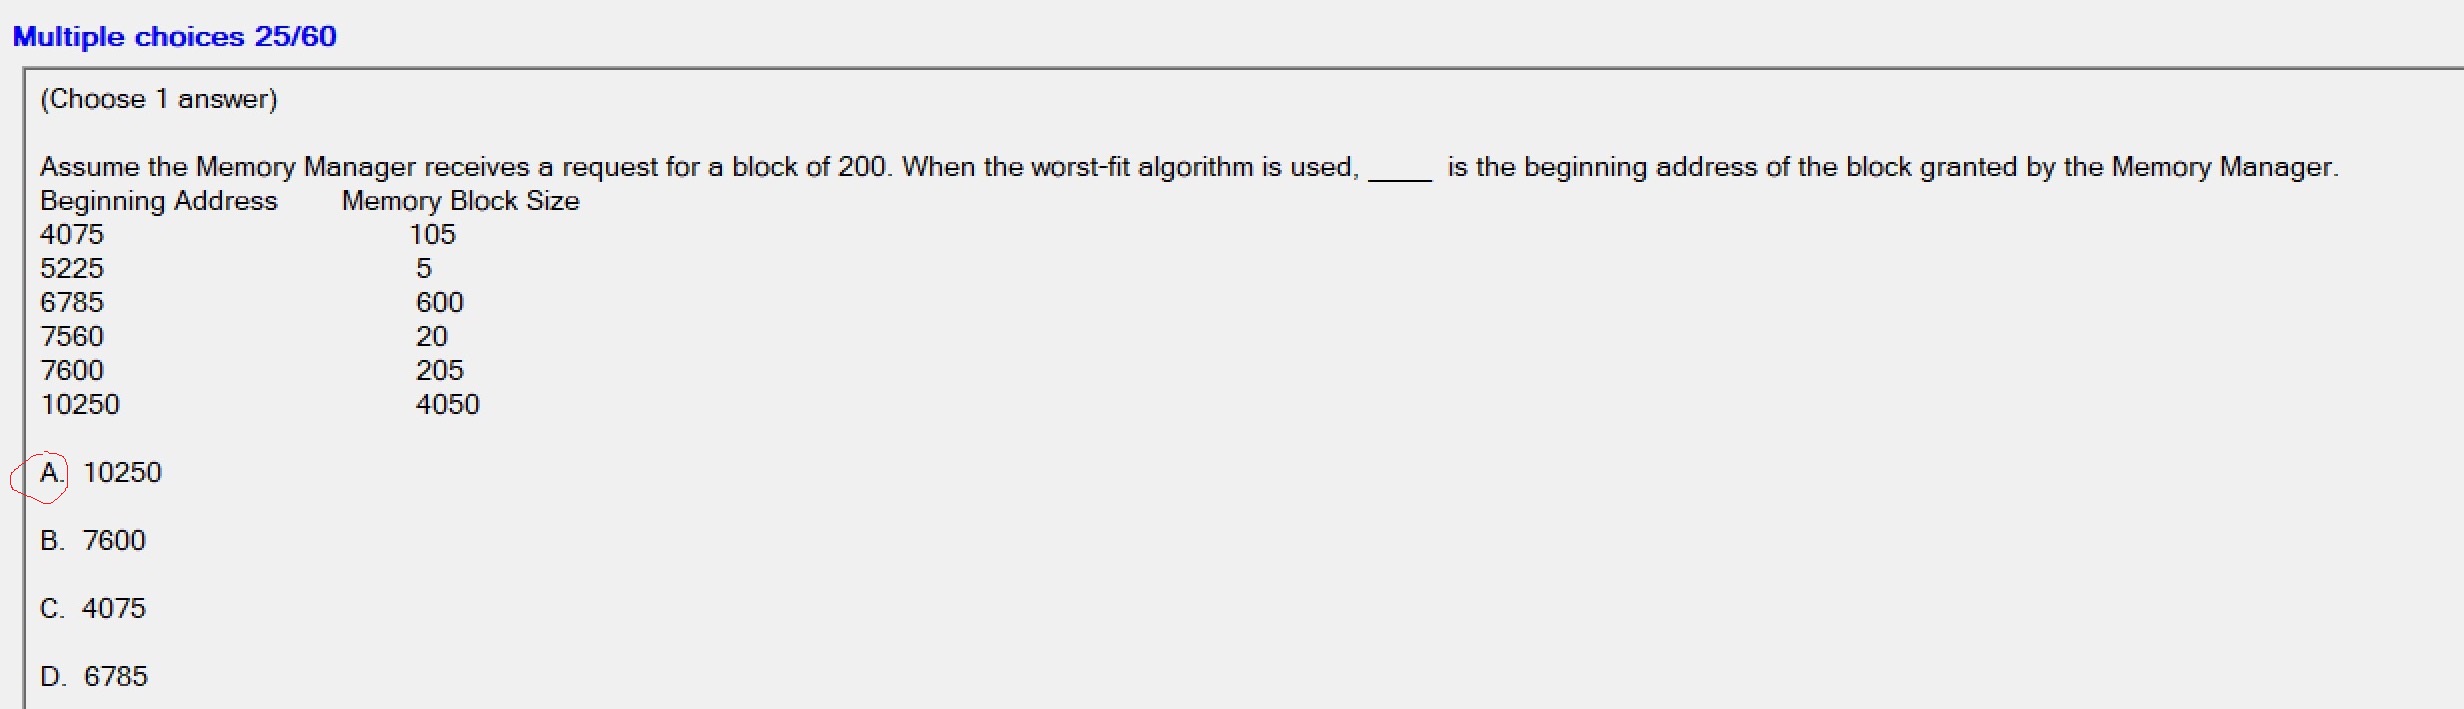 Multiple choices 25/60
(Choose 1 answer)
Assume the Memory Manager receives a request for a block of 200. When the worst-fit algorithm is used, ____ is the beginning address of the block granted by the Memory Manager.
Beginning Address Memory Block Size
4075 105
5225 5
6785 600
7560 20
7600 205
10250 4050
A. 10250
B. 7600
C. 4075
D. 6785